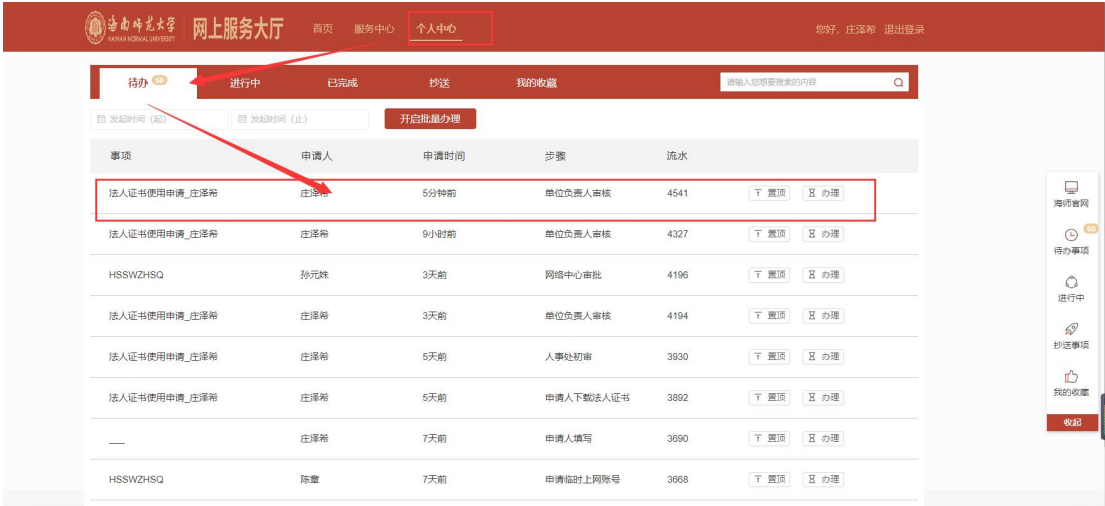 海南师范大学 网上服务大厅 首页 服务中心 个人中心 您好，庄泽希 退出登录
HAINAN NORMAL UNIVERSITY
待办 60 进行中 已完成 抄送 我的收藏 请输入您想要搜索的内容
发起时间（起） 发起时间（止） 开启批量办理
事项 申请人 申请时间 步骤 流水
法人证书使用申请_庄泽希 庄泽希 5分钟前 单位负责人审核 4541 置顶 办理
法人证书使用申请_庄泽希 庄泽希 9小时前 单位负责人审核 4327 置顶 办理
HSSWZHSQ 孙元姝 3天前 网络中心审批 4196 置顶 办理
法人证书使用申请_庄泽希 庄泽希 3天前 单位负责人审核 4194 置顶 办理
法人证书使用申请_庄泽希 庄泽希 5天前 人事处初审 3930 置顶 办理
法人证书使用申请_庄泽希 庄泽希 5天前 申请人下载法人证书 3892 置顶 办理
___ 庄泽希 7天前 申请人填写 3690 置顶 办理
HSSWZHSQ 陈章 7天前 申请临时上网账号 3668 置顶 办理
海师官网
60
待办事项
进行中
抄送事项
我的收藏
收起